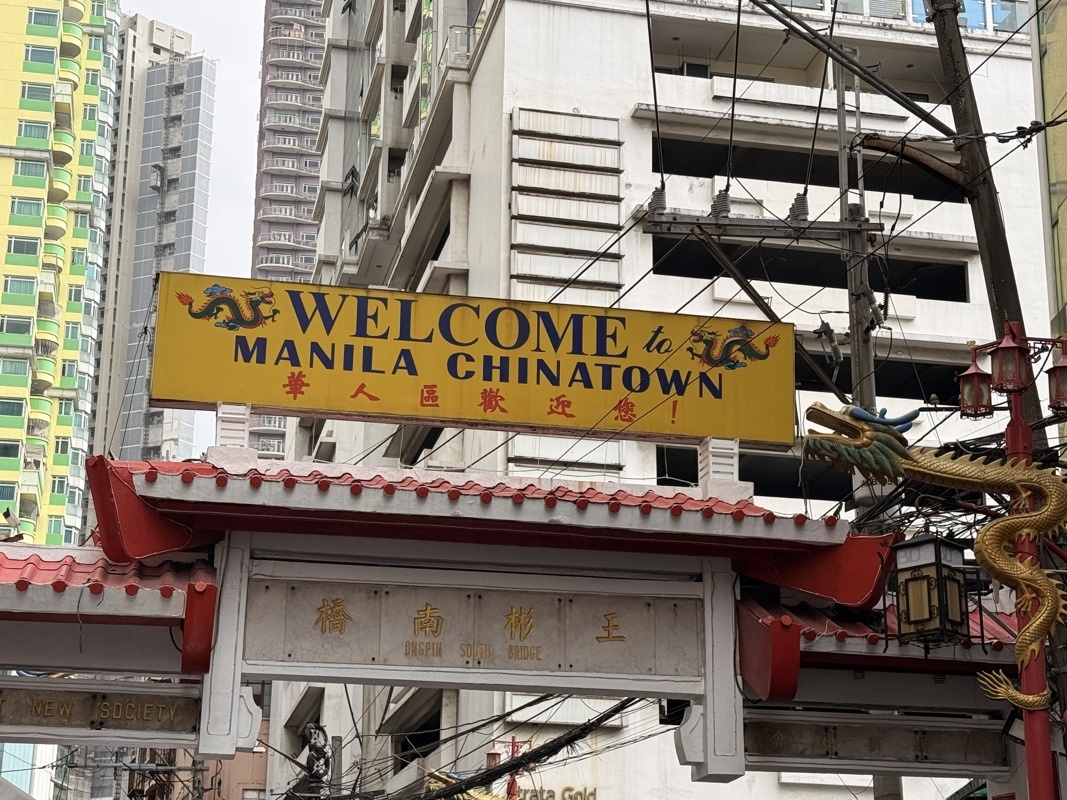 WELCOME to
MANILA CHINATOWN
華人區歡迎您!
橋南彬王
ONGPIN SOUTH BRIDGE
NEW SOCIETY
Gold